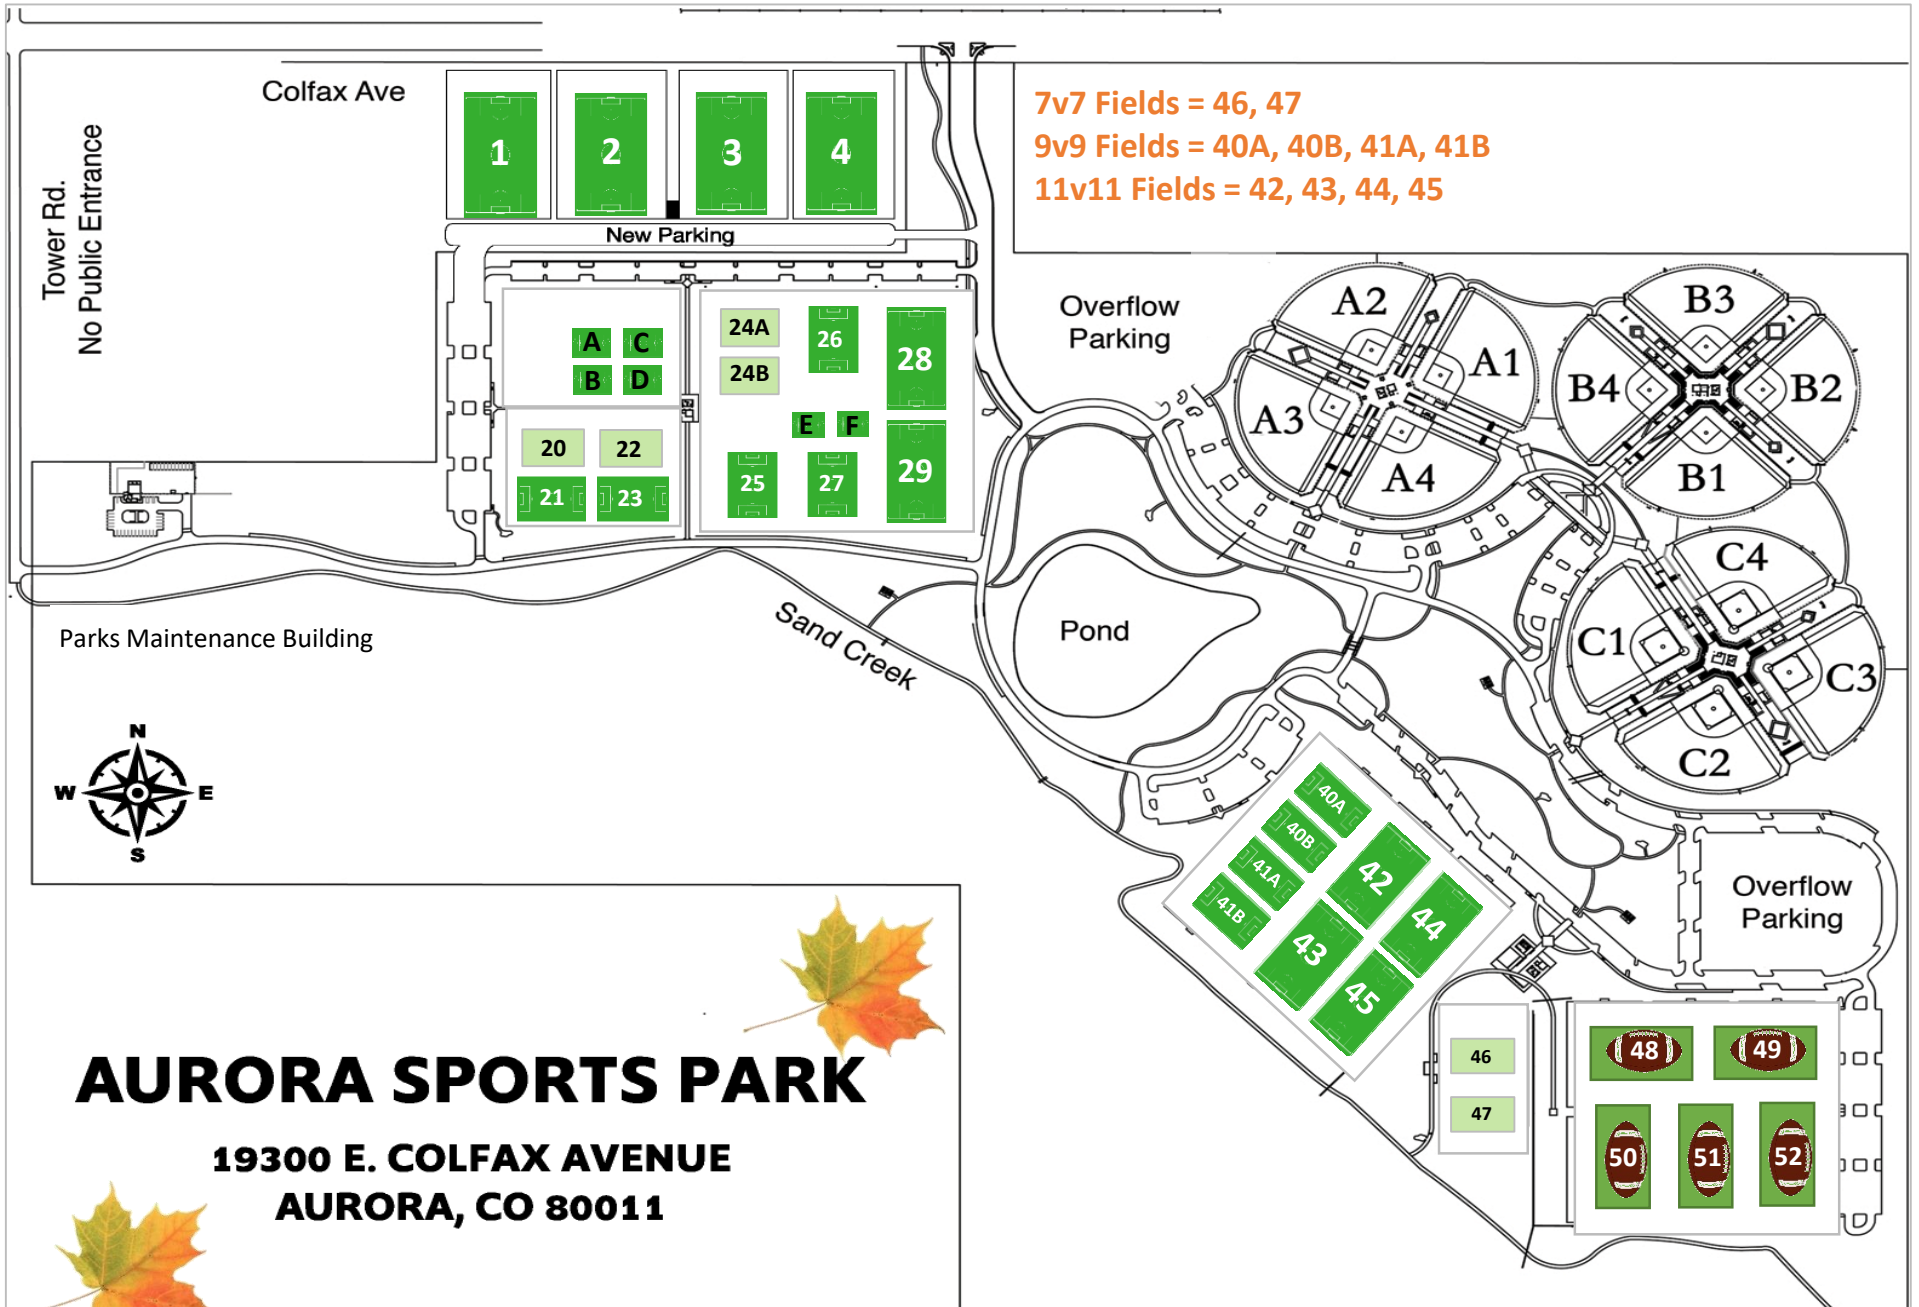 Colfax Ave
Tower Rd.
No Public Entrance
1
2
3
4
New Parking
7v7 Fields = 46, 47
9v9 Fields = 40A, 40B, 41A, 41B
11v11 Fields = 42, 43, 44, 45
Overflow
Parking
A2
A1
A3
A4
B3
B4
B2
B1
C4
C1
C3
C2
A
C
B
D
20
22
21
23
24A
24B
26
28
E
F
25
27
29
Parks Maintenance Building
Sand Creek
Pond
N
W
E
S
40A
40B
41A
41B
42
43
44
45
Overflow
Parking
46
47
48
49
50
51
52
AURORA SPORTS PARK
19300 E. COLFAX AVENUE
AURORA, CO 80011